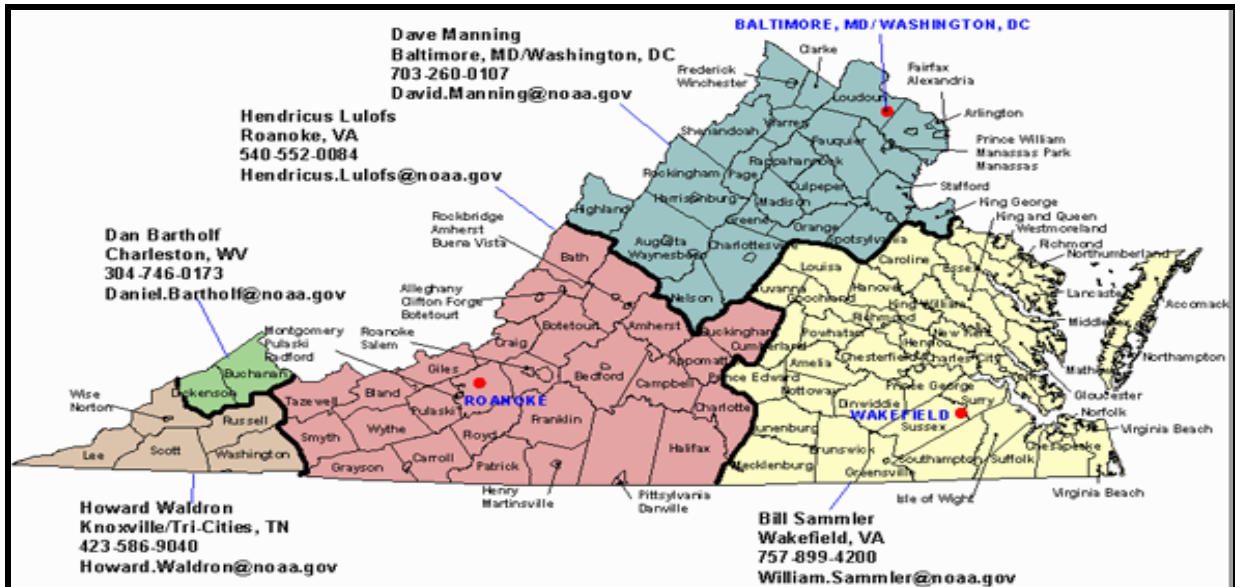 BALTIMORE, MD/WASHINGTON, DC
Dave Manning
Baltimore, MD/Washington, DC
703-260-0107
David.Manning@noaa.gov
Hendricus Lulofs
Roanoke, VA
540-552-0084
Hendricus.Lulofs@noaa.gov
Dan Bartholf
Charleston, WV
304-746-0173
Daniel.Bartholf@noaa.gov
Clarke
Frederick
Winchester
Fairfax
Alexandria
Loudoun
Arlington
Shenandoah
Warren
Fauquier
Prince William
Manassas Park
Manassas
Rappahannock
Rockingham
Page
Culpeper
Stafford
Harrisonburg
Madison
King George
Highland
Greene
Orange
King and Queen
Westmoreland
Augusta
Waynesboro
Charlottesville
Spotsylvania
Richmond
Northumberland
Nelson
Rockbridge
Amherst
Buena Vista
Bath
Caroline
Essex
Louisa
Fluvanna
Goochland
Hanover
Lancaster
Accomack
Alleghany
Clifton Forge
Botetourt
King William
Richmond
Middlesex
Botetourt
Amherst
Buckingham
Cumberland
Powhatan
New Kent
Henrico
Montgomery
Pulaski
Radford
Roanoke
Salem
Craig
Appomatt
Amelia
Chesterfield
Charles City
Mathews
Northampton
Buchanan
Dickenson
Giles
Bedford
Prince Edward
Nottoway
Prince George
Gloucester
Wise
Norton
Tazewell
Bland
ROANOKE
Campbell
Charlotte
Dinwiddie
Surry
WAKEFIELD
Norfolk
Russell
Pulaski
Franklin
Sussex
Virginia Beach
Smyth
Wythe
Floyd
Halifax
Lunenburg
Chesapeake
Lee
Scott
Washington
Grayson
Carroll
Patrick
Mecklenburg
Brunswick
Greensville
Southampton
Suffolk
Henry
Martinsville
Pittsylvania
Danville
Isle of Wight
Virginia Beach
Howard Waldron
Knoxville/Tri-Cities, TN
423-586-9040
Howard.Waldron@noaa.gov
Bill Sammler
Wakefield, VA
757-899-4200
William.Sammler@noaa.gov